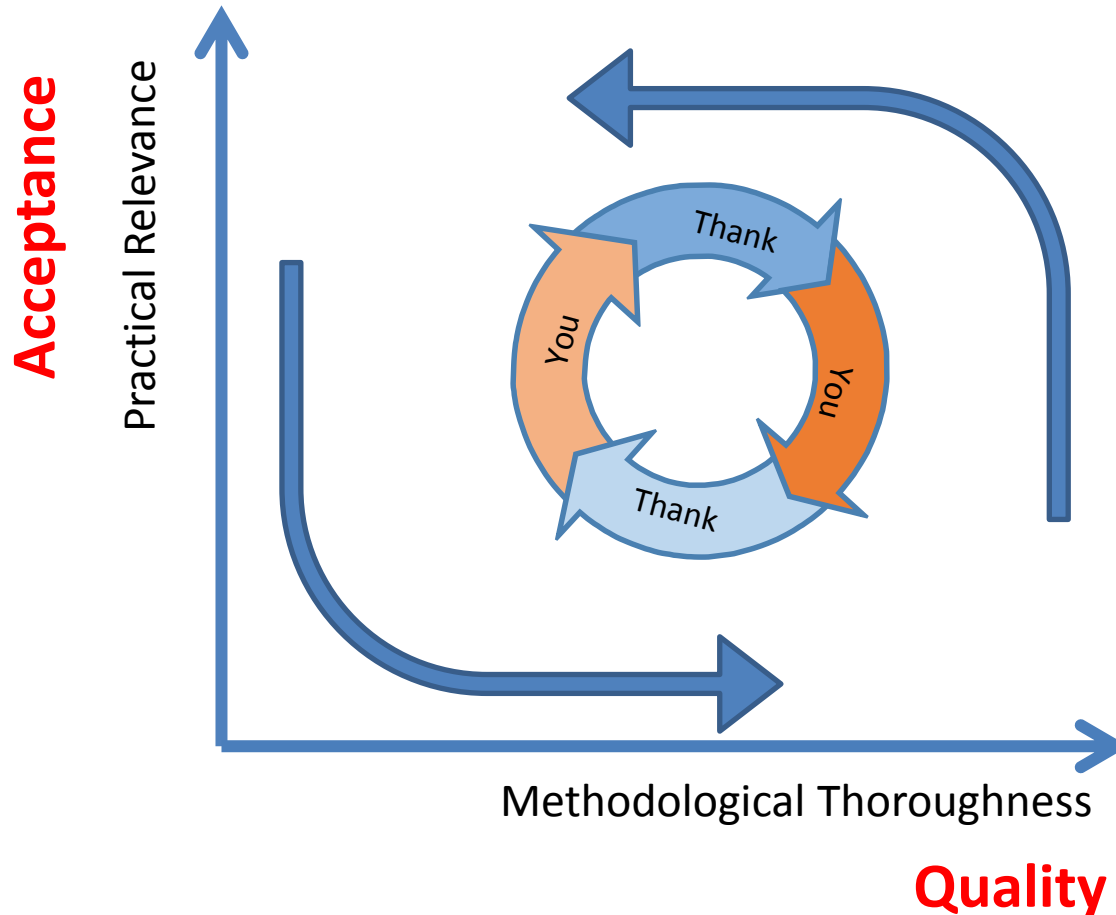 Acceptance
Practical Relevance
Thank
You
Thank
You
Methodological Thoroughness
Quality